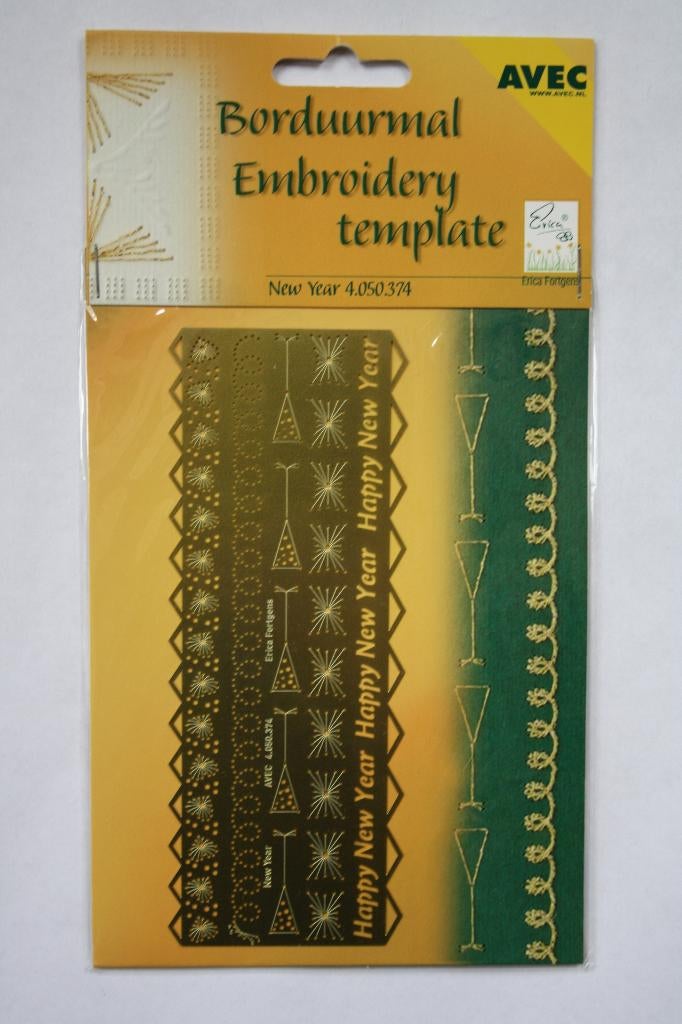 AVEC
WWW.AVEC.NL
Borduurmal
Embroidery
template
Erica®
Erica Fortgens
New Year 4.050.374
Happy New Year Happy New Year Happy New Year
New Year AVEC 4.050.374 Erica Fortgens